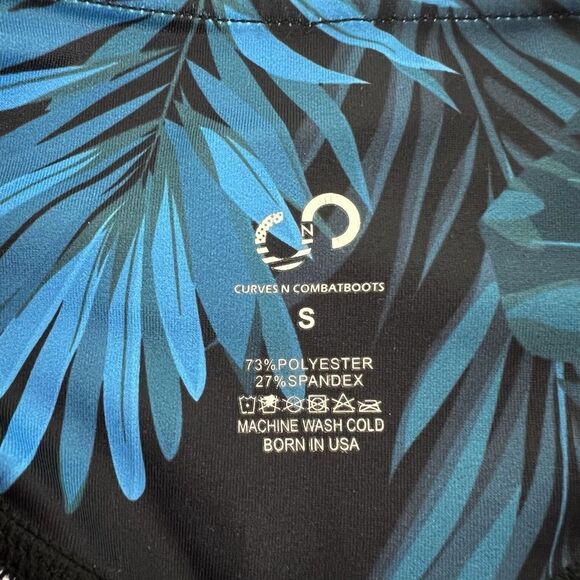 N
CURVES N COMBATBOOTS
S
73%POLYESTER
27%SPANDEX
MACHINE WASH COLD
BORN IN USA